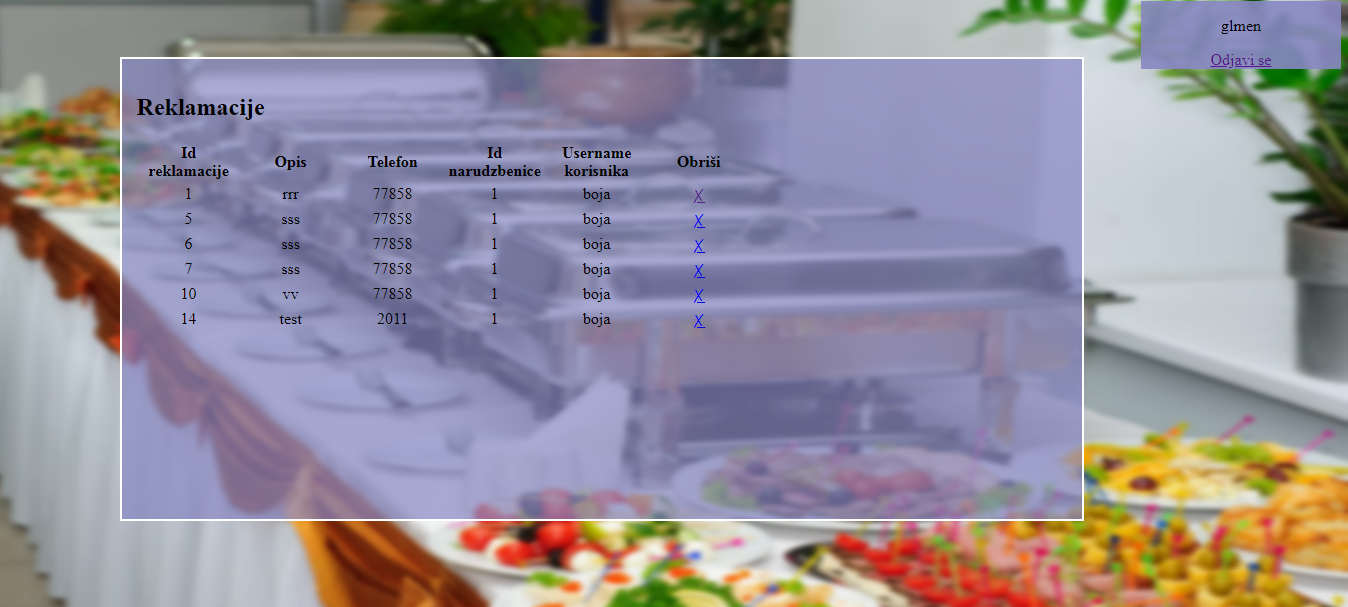 glmen
Odjavi se
Reklamacije
Id reklamacije Opis Telefon Id narudzbenice Username korisnika Obriši
1 rrr 77858 1 boja X
5 sss 77858 1 boja X
6 sss 77858 1 boja X
7 sss 77858 1 boja X
10 vv 77858 1 boja X
14 test 2011 1 boja X